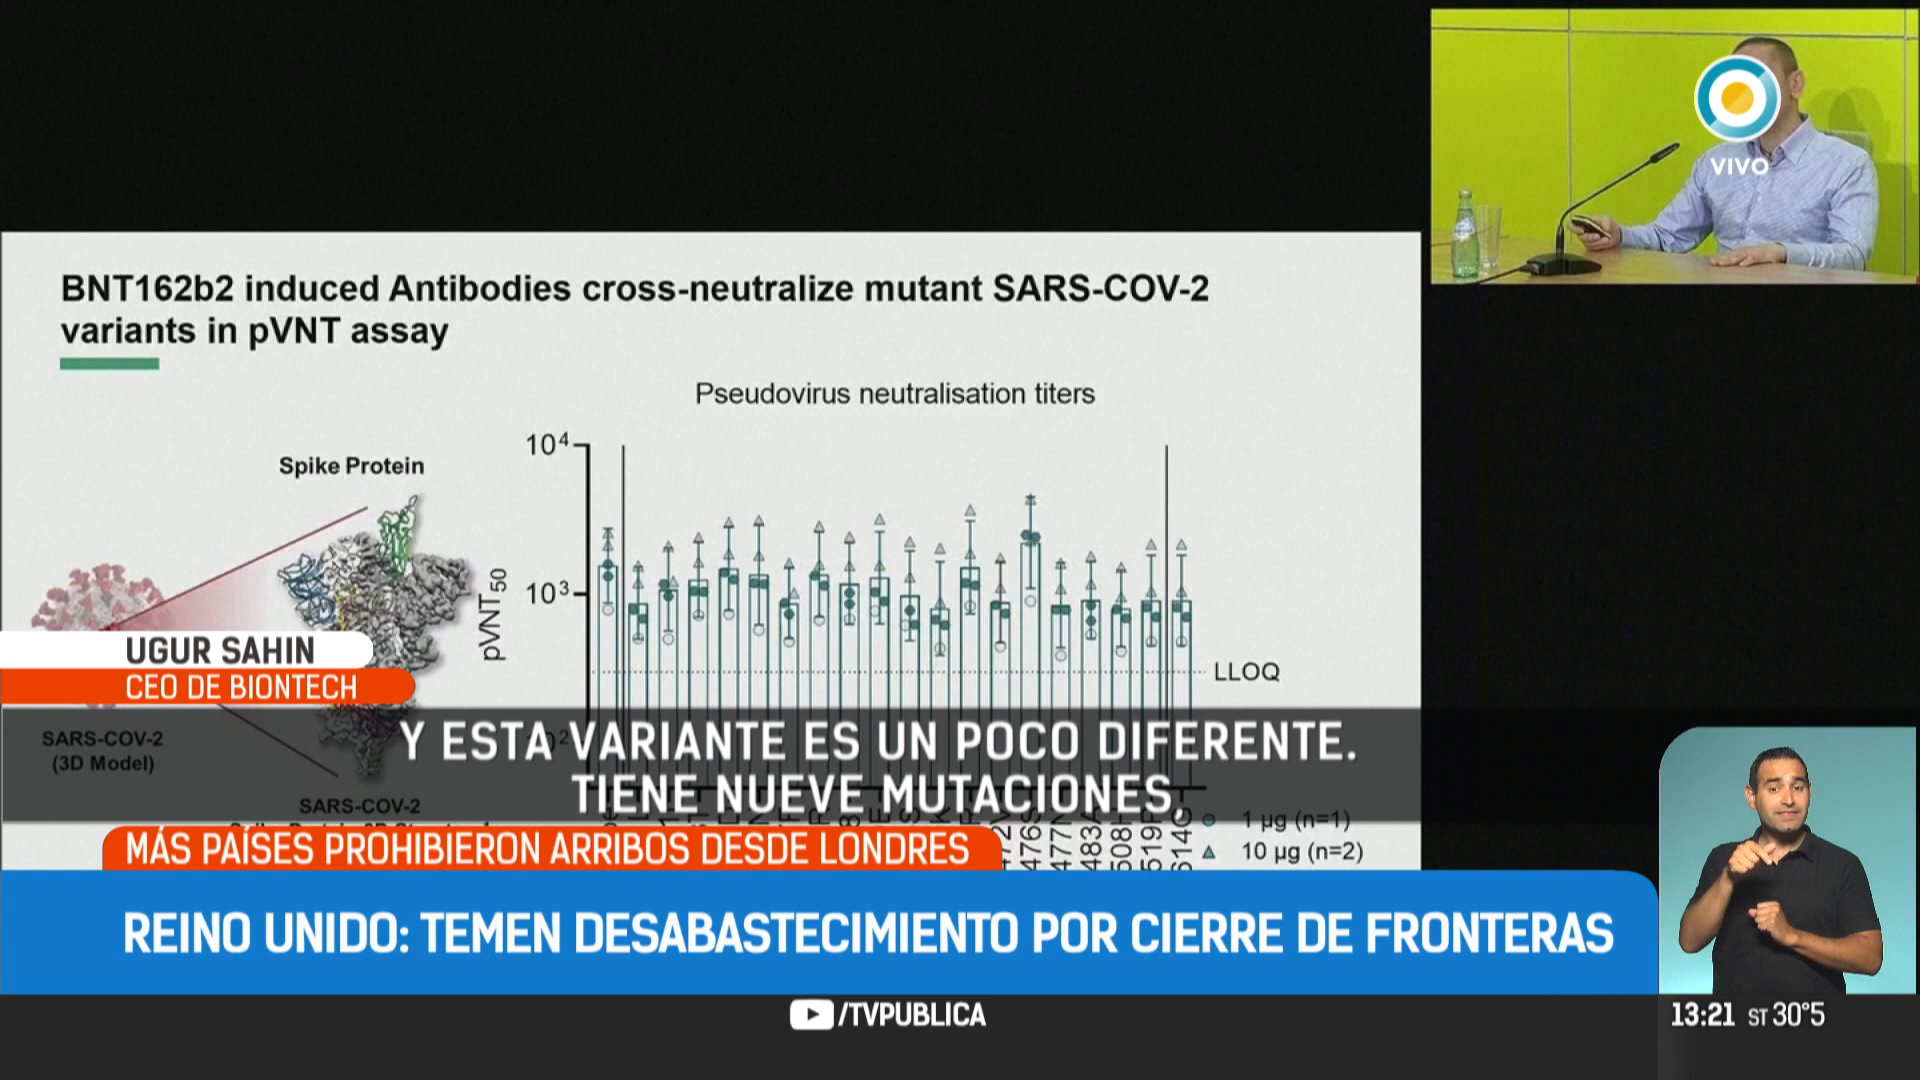 VIVO
BNT162b2 induced Antibodies cross-neutralize mutant SARS-COV-2
variants in pVNT assay
Pseudovirus neutralisation titers
10⁴
Spike Protein
10³
pVNT50
LLOQ
UGUR SAHIN
CEO DE BIONTECH
SARS-COV-2
(3D Model)
Y ESTA VARIANTE ES UN POCO DIFERENTE.
TIENE NUEVE MUTACIONES.
SARS-COV-2
1 µg (n=1)
10 µg (n=2)
MÁS PAÍSES PROHIBIERON ARRIBOS DESDE LONDRES
REINO UNIDO: TEMEN DESABASTECIMIENTO POR CIERRE DE FRONTERAS
/TVPUBLICA
13:21 ST 30°5